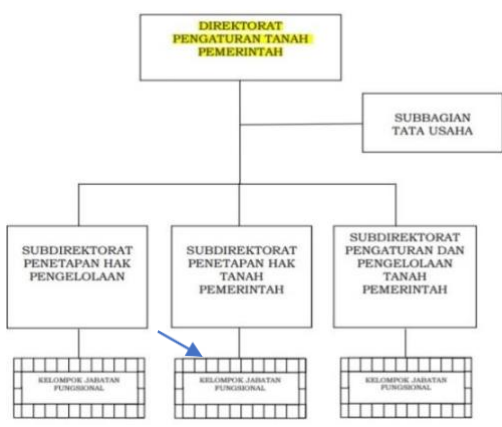 DIREKTORAT
PENGATURAN TANAH
PEMERINTAH
SUBBAGIAN
TATA USAHA
SUBDIREKTORAT
PENETAPAN HAK
PENGELOLAAN
SUBDIREKTORAT
PENETAPAN HAK
TANAH
PEMERINTAH
SUBDIREKTORAT
PENGATURAN DAN
PENGELOLAAN
TANAH
PEMERINTAH
KELOMPOK JABATAN
FUNGSIONAL
KELOMPOK JABATAN
FUNGSIONAL
KELOMPOK JABATAN
FUNGSIONAL